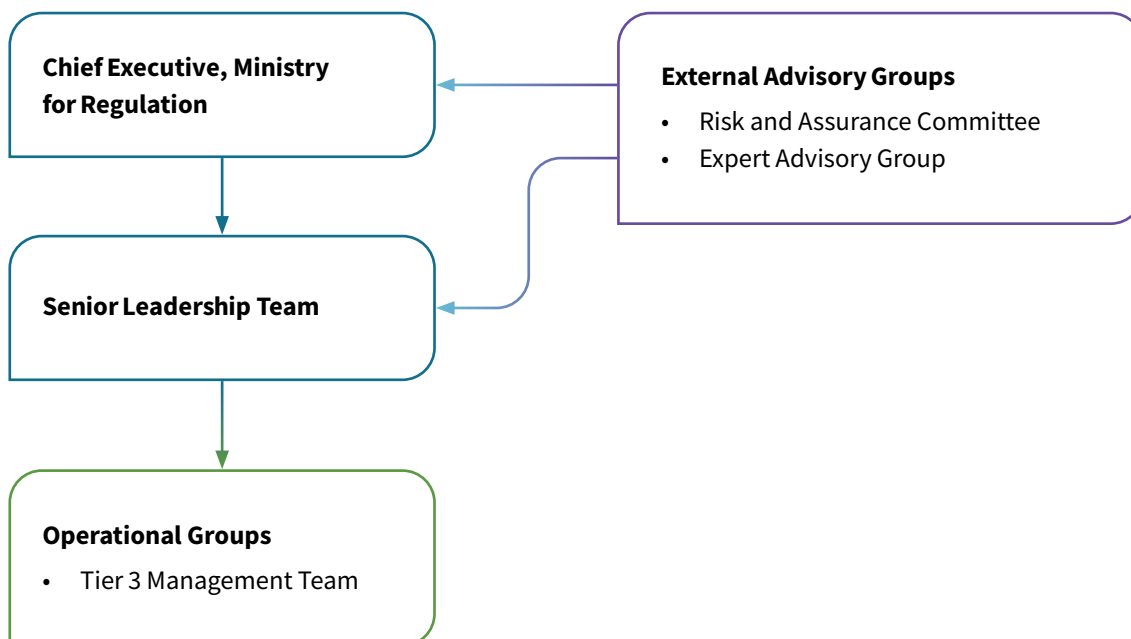 Chief Executive, Ministry
for Regulation
External Advisory Groups
• Risk and Assurance Committee
• Expert Advisory Group
Senior Leadership Team
Operational Groups
• Tier 3 Management Team